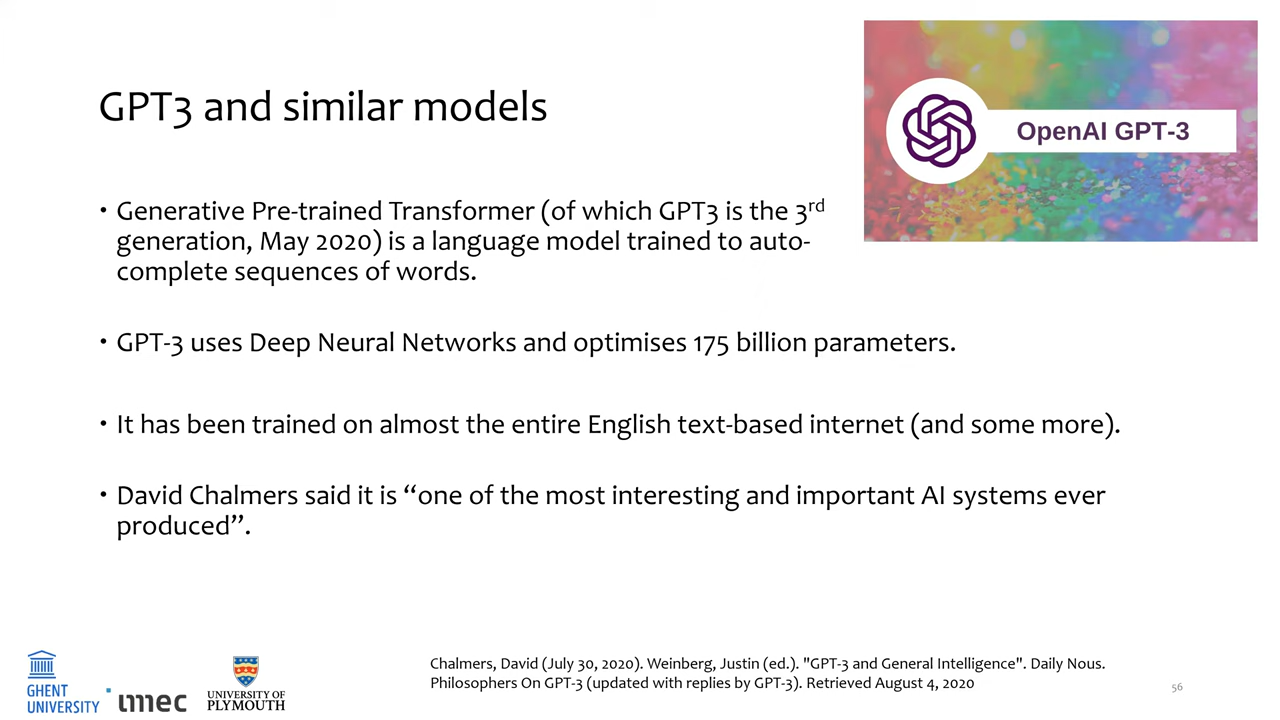 GPT3 and similar models
OpenAI GPT-3
• Generative Pre-trained Transformer (of which GPT3 is the 3rd
generation, May 2020) is a language model trained to auto-
complete sequences of words.
• GPT-3 uses Deep Neural Networks and optimises 175 billion parameters.
• It has been trained on almost the entire English text-based internet (and some more).
• David Chalmers said it is “one of the most interesting and important AI systems ever
produced”.
GHENT
UNIVERSITY
imec
UNIVERSITY OF
PLYMOUTH
Chalmers, David (July 30, 2020). Weinberg, Justin (ed.). "GPT-3 and General Intelligence". Daily Nous.
Philosophers On GPT-3 (updated with replies by GPT-3). Retrieved August 4, 2020
56